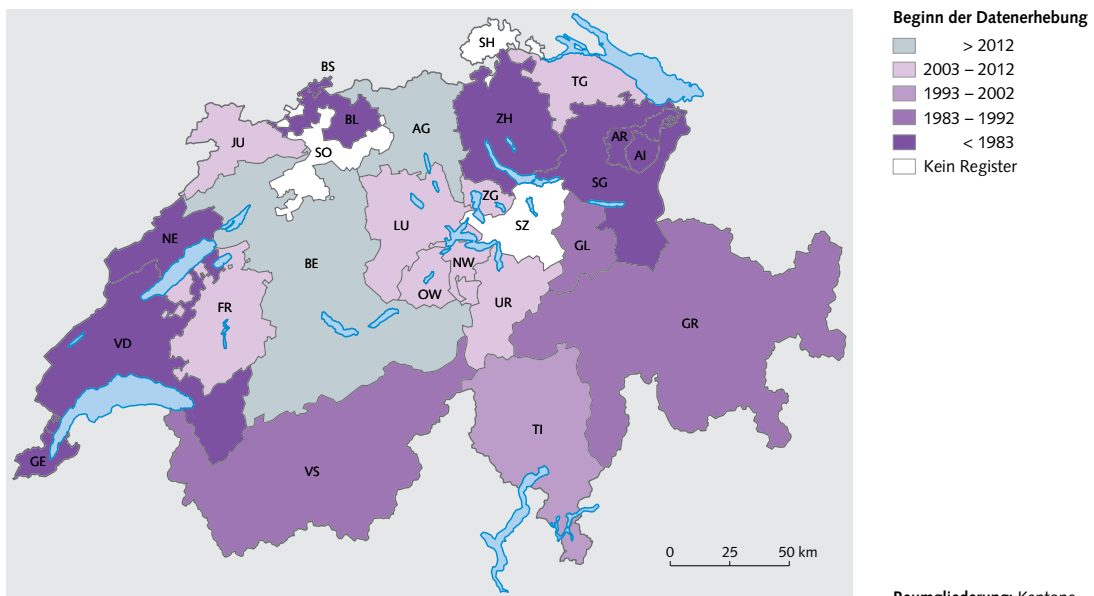 Beginn der Datenerhebung
> 2012
2003 – 2012
1993 – 2002
1983 – 1992
< 1983
Kein Register
SH
BS
TG
BL
ZH
AG
AR
JU
SO
AI
SG
ZG
LU
SZ
NE
GL
BE
NW
OW
UR
FR
GR
VD
TI
GE
VS
0 25 50 km
Raumgliederung: Kantone